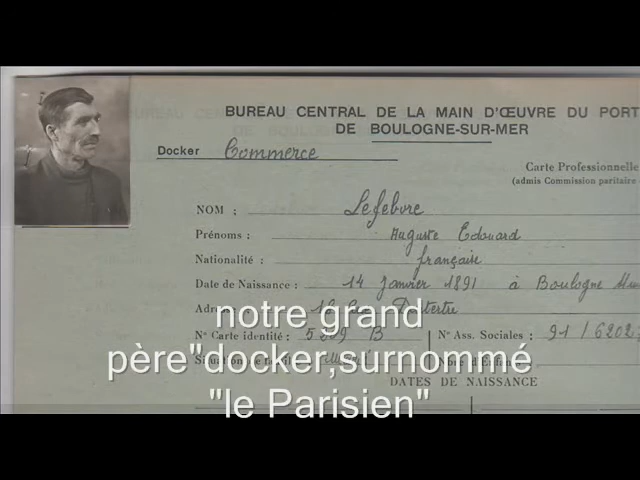 BUREAU CENTRAL DE LA MAIN D'ŒUVRE DU PORT
DE BOULOGNE-SUR-MER
Docker Commerce
Carte Professionnelle
(admis Commission paritaire
NOM : Lefebvre
Prénoms : Auguste Edouard
Nationalité : française
Date de Naissance : 14 Janvier 1891 à Boulogne
notre grand
N° Carte identité : 5 B N° Ass. Sociales : 91/6202
père"docker,surnommé
DATES DE NAISSANCE
"le Parisien"